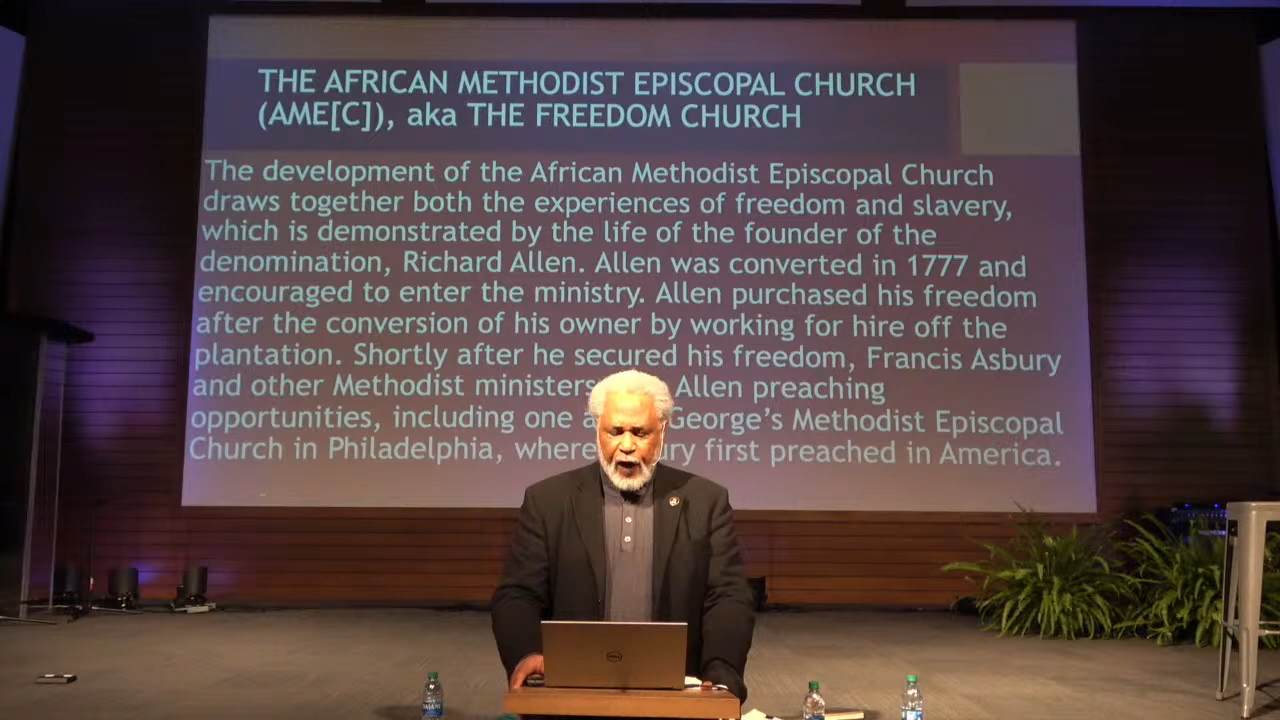 THE AFRICAN METHODIST EPISCOPAL CHURCH
(AME[C]), aka THE FREEDOM CHURCH
The development of the African Methodist Episcopal Church
draws together both the experiences of freedom and slavery,
which is demonstrated by the life of the founder of the
denomination, Richard Allen. Allen was converted in 1777 and
encouraged to enter the ministry. Allen purchased his freedom
after the conversion of his owner by working for hire off the
plantation. Shortly after he secured his freedom, Francis Asbury
and other Methodist ministers Allen preaching
opportunities, including one George's Methodist Episcopal
Church in Philadelphia, where first preached in America.
DELL